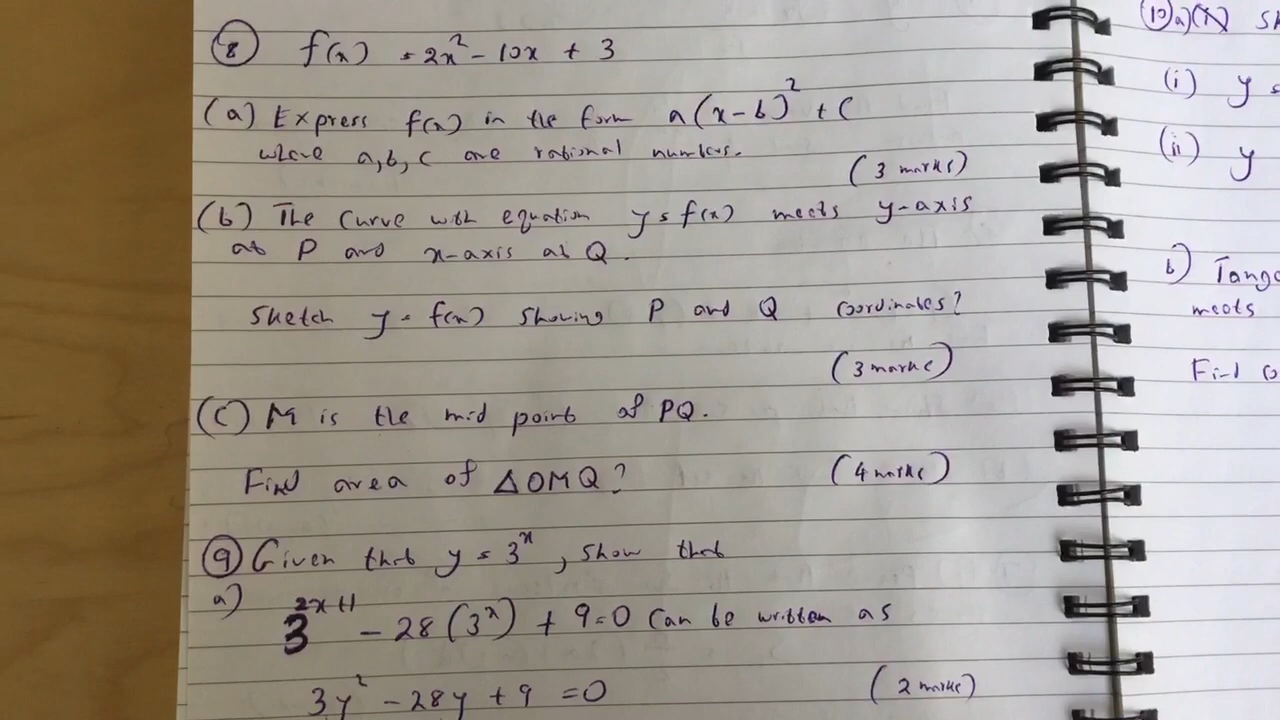 8 f(x) = 2x² - 10x + 3
(a) Express f(x) in the form a(x-b)² + c
where a, b, c are rational numbers.
(3 marks)
(b) The curve with equation y = f(x) meets y-axis
at P and x-axis at Q.
Sketch y = f(x) showing P and Q coordinates?
(3 marks)
(C) M is the mid point of PQ.
Find area of △OMQ?
(4 marks)
9 Given that y = 3ˣ, show that
a) 3²ˣ⁺¹ - 28(3ˣ) + 9 = 0 can be written as
3y² - 28y + 9 = 0
(2 marks)
10 a)
(i) y
(ii) y
b)
meets